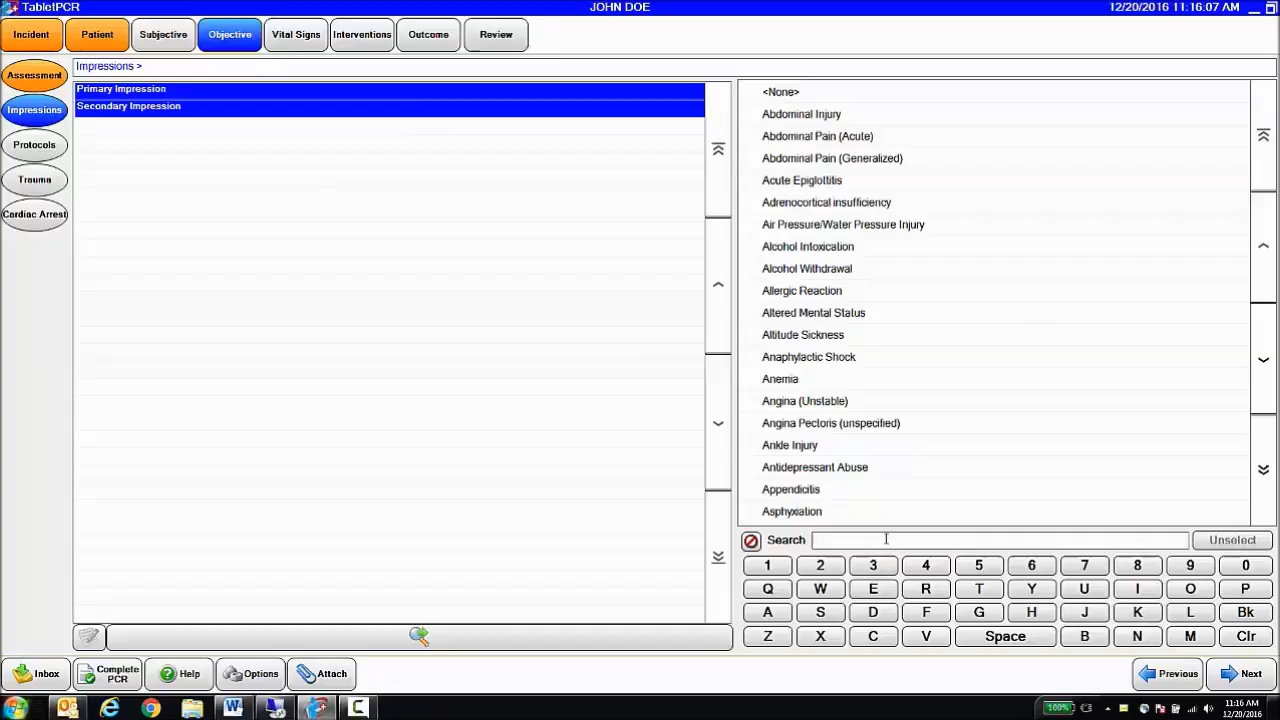 TabletPCR
JOHN DOE
12/20/2016 11:16:07 AM
Incident
Patient
Subjective
Objective
Vital Signs
Interventions
Outcome
Review
Assessment
Impressions
Protocols
Trauma
Cardiac Arrest
Impressions >
Primary Impression
Secondary Impression
<None>
Abdominal Injury
Abdominal Pain (Acute)
Abdominal Pain (Generalized)
Acute Epiglottitis
Adrenocortical insufficiency
Air Pressure/Water Pressure Injury
Alcohol Intoxication
Alcohol Withdrawal
Allergic Reaction
Altered Mental Status
Altitude Sickness
Anaphylactic Shock
Anemia
Angina (Unstable)
Angina Pectoris (unspecified)
Ankle Injury
Antidepressant Abuse
Appendicitis
Asphyxiation
Search
Unselect
1 2 3 4 5 6 7 8 9 0
Q W E R T Y U I O P
A S D F G H J K L Bk
Z X C V Space B N M Clr
Inbox
Complete
PCR
Help
Options
Attach
Previous
Next
100%
11:16 AM
12/20/2016